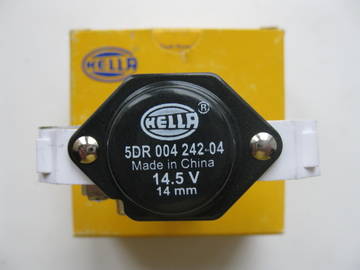 HELLA
HELLA®
5DR 004 242-04
Made in China
14.5 V
14 mm